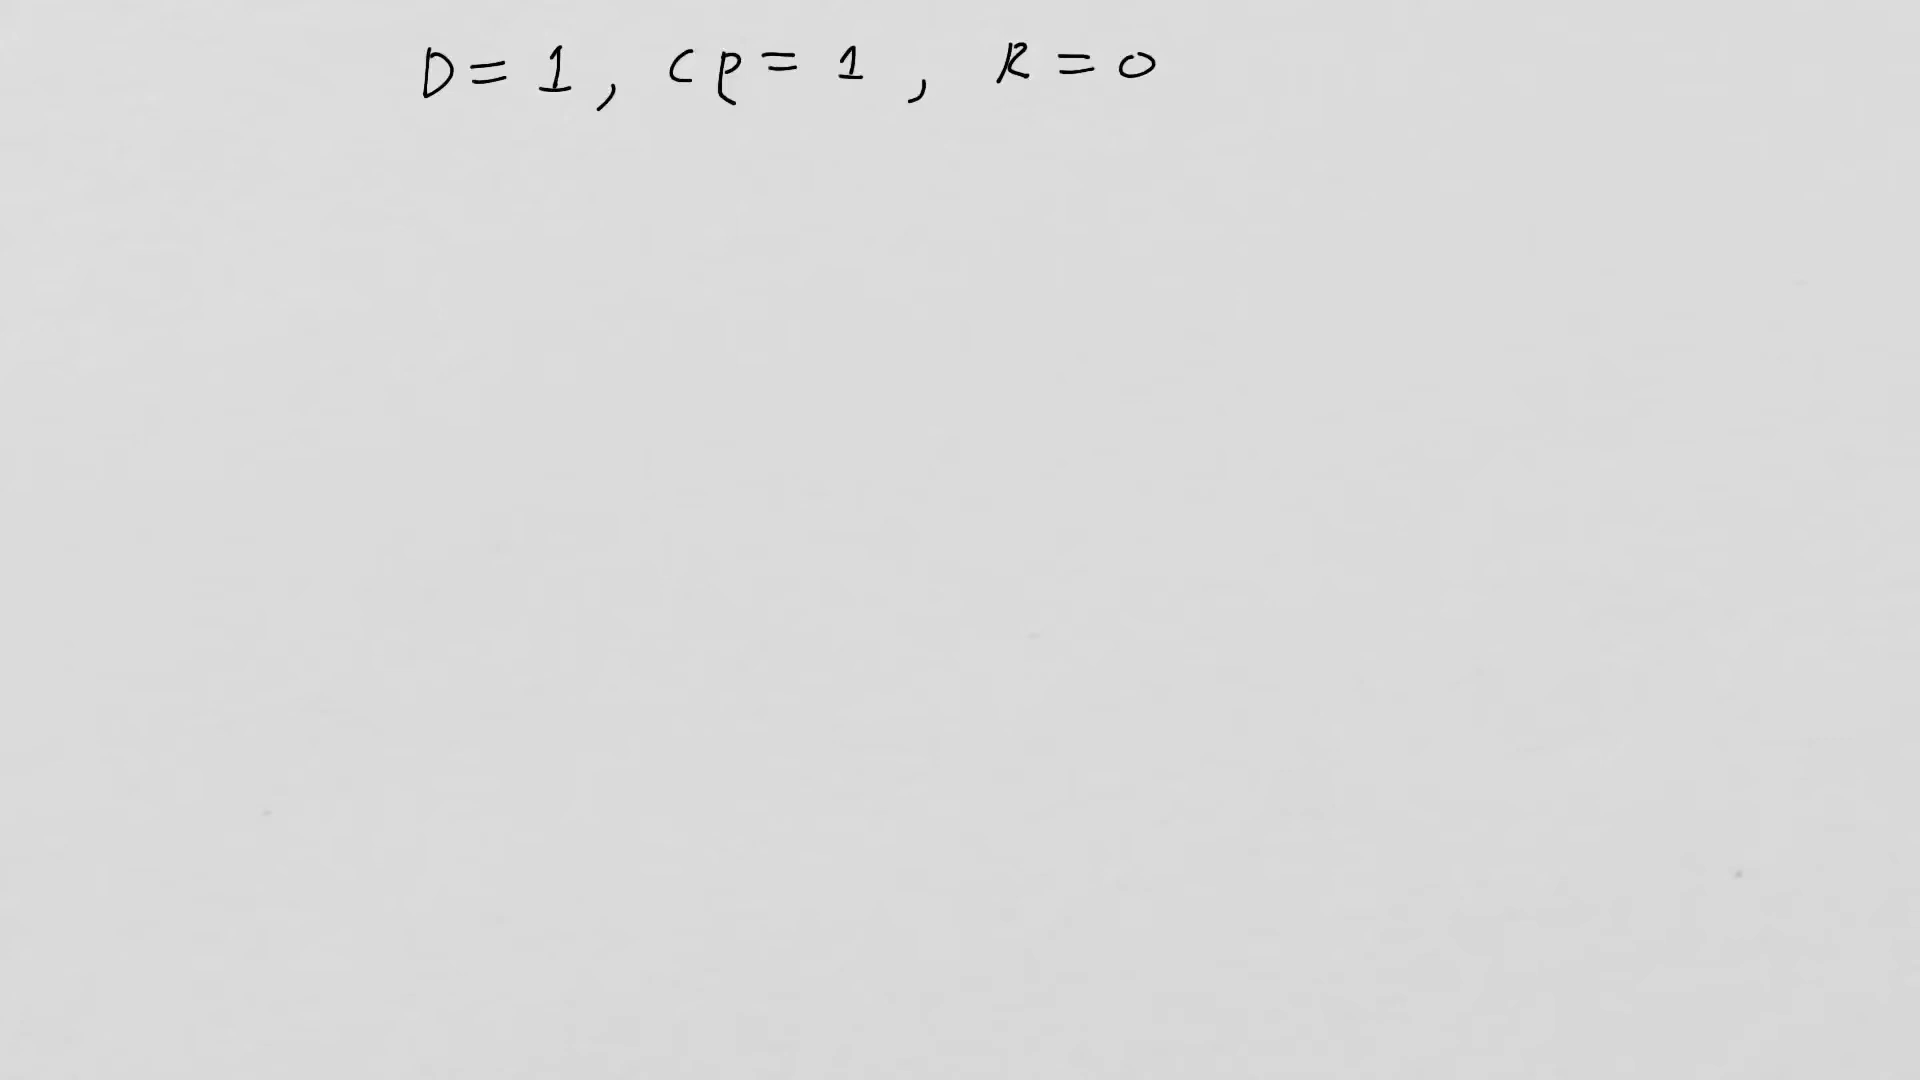 D = 1 , CP = 1 , R = 0